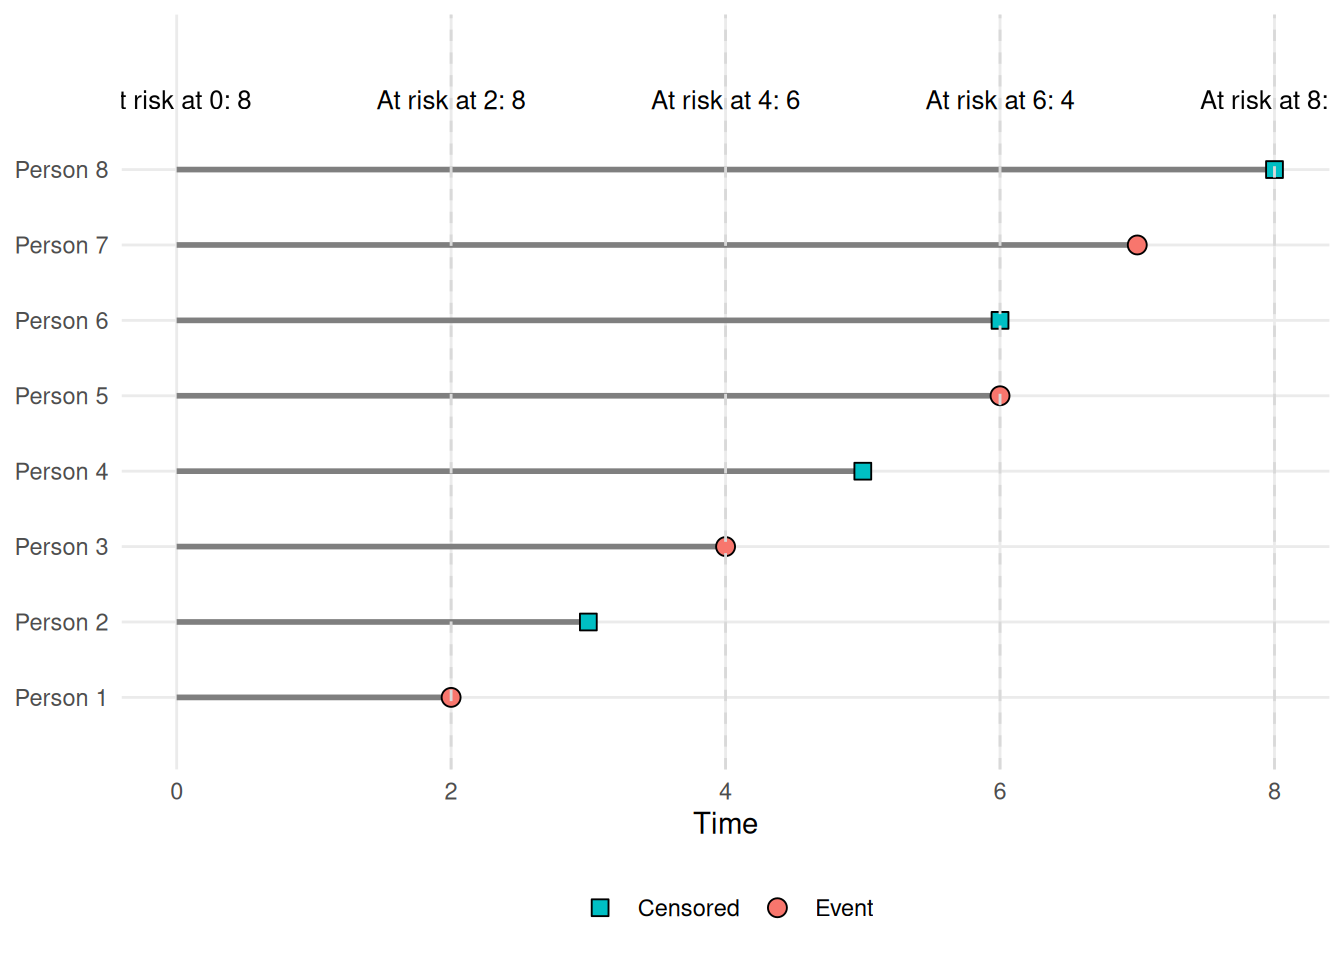 t risk at 0: 8 At risk at 2: 8 At risk at 4: 6 At risk at 6: 4 At risk at 8:
Person 8
Person 7
Person 6
Person 5
Person 4
Person 3
Person 2
Person 1
0 2 4 6 8
Time
Censored Event